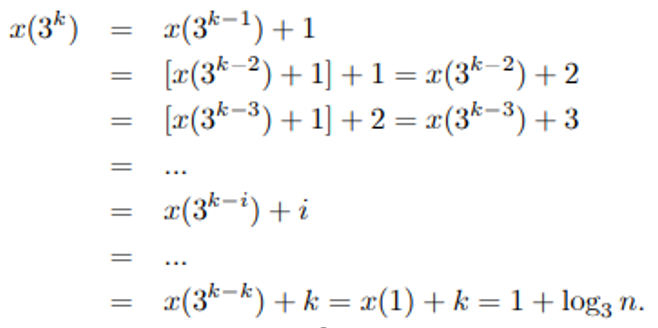 x(3^k) = x(3^{k−1}) + 1
= [x(3^{k−2}) + 1] + 1 = x(3^{k−2}) + 2
= [x(3^{k−3}) + 1] + 2 = x(3^{k−3}) + 3
= ...
= x(3^{k−i}) + i
= ...
= x(3^{k−k}) + k = x(1) + k = 1 + log₃ n.